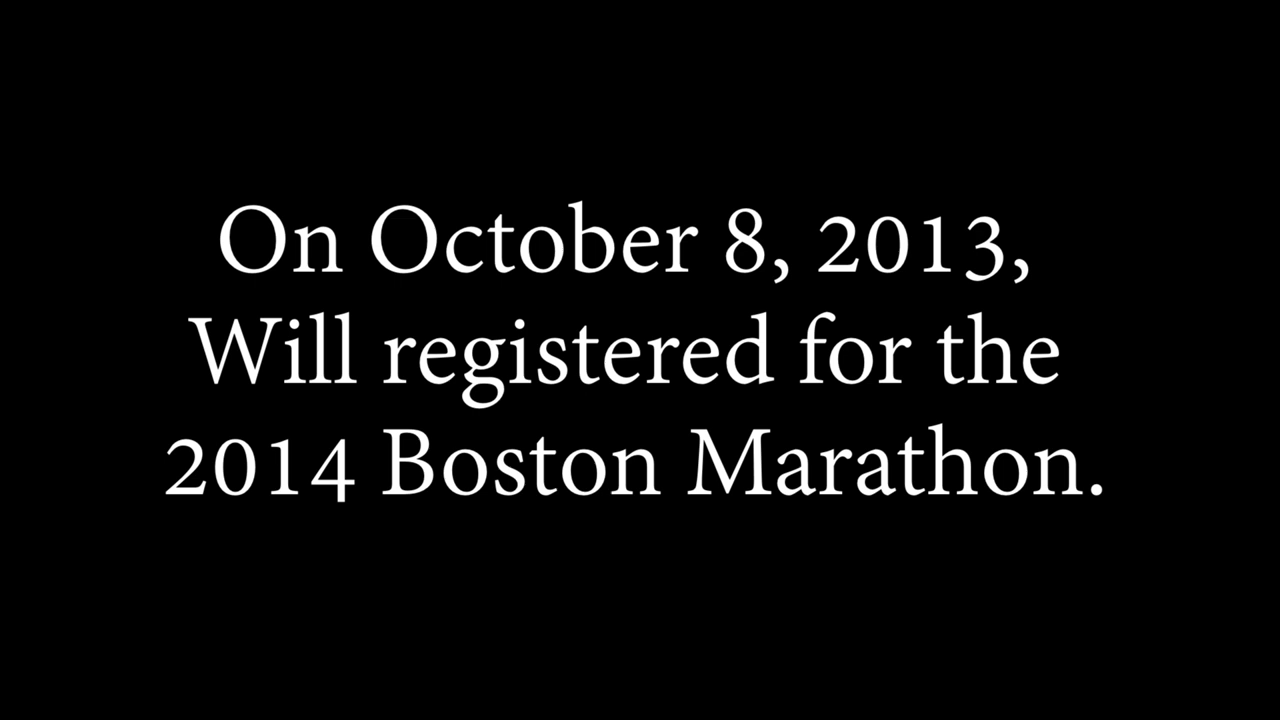 On October 8, 2013,
Will registered for the
2014 Boston Marathon.